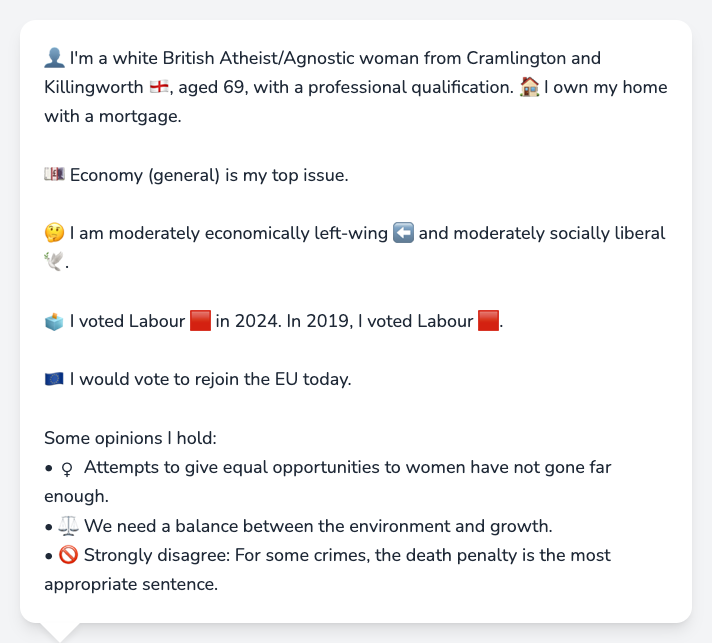 👤 I'm a white British Atheist/Agnostic woman from Cramlington and
Killingworth 🏴󠁧󠁢󠁥󠁮󠁧󠁿, aged 69, with a professional qualification. 🏠 I own my home
with a mortgage.
💷 Economy (general) is my top issue.
🤔 I am moderately economically left-wing ⬅️ and moderately socially liberal
🕊️.
🗳️ I voted Labour 🟥 in 2024. In 2019, I voted Labour 🟥.
🇪🇺 I would vote to rejoin the EU today.
Some opinions I hold:
• ♀ Attempts to give equal opportunities to women have not gone far
enough.
• ⚖️ We need a balance between the environment and growth.
• 🚫 Strongly disagree: For some crimes, the death penalty is the most
appropriate sentence.